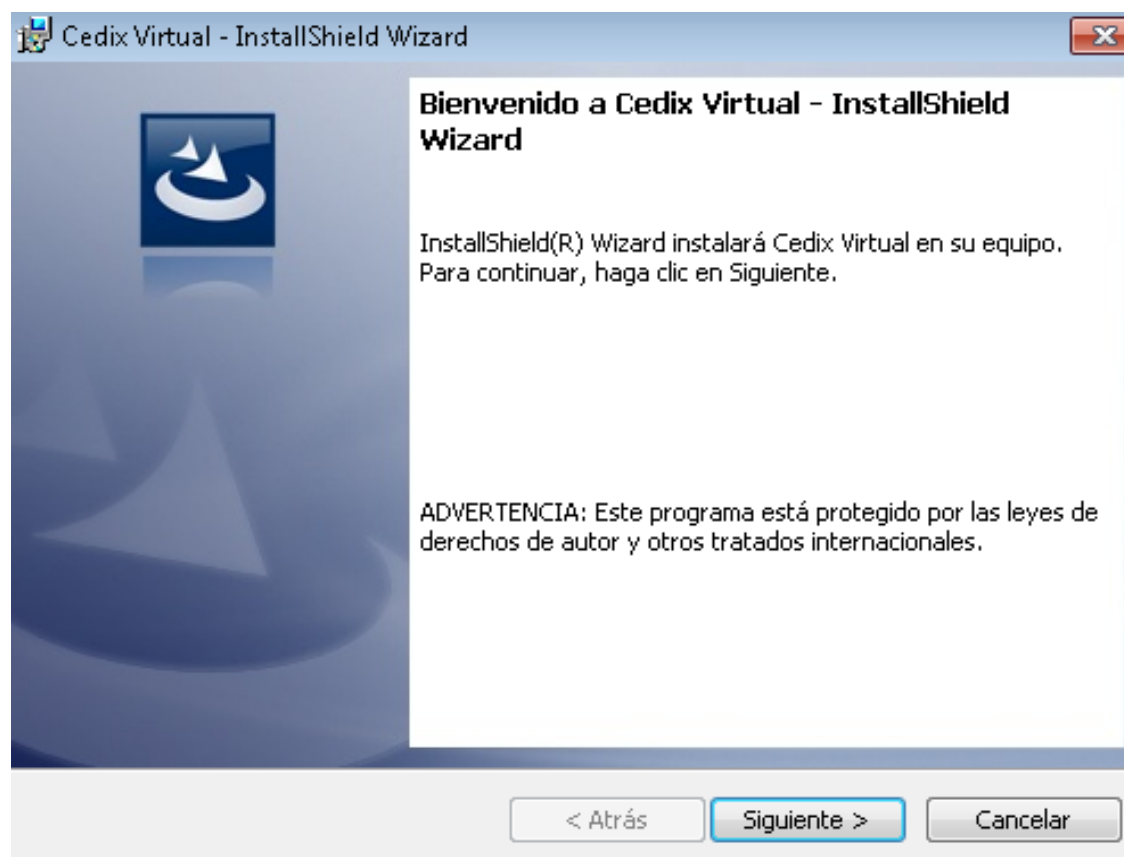 Cedix Virtual - InstallShield Wizard
Bienvenido a Cedix Virtual - InstallShield
Wizard
InstallShield(R) Wizard instalará Cedix Virtual en su equipo.
Para continuar, haga clic en Siguiente.
ADVERTENCIA: Este programa está protegido por las leyes de
derechos de autor y otros tratados internacionales.
< Atrás
Siguiente >
Cancelar